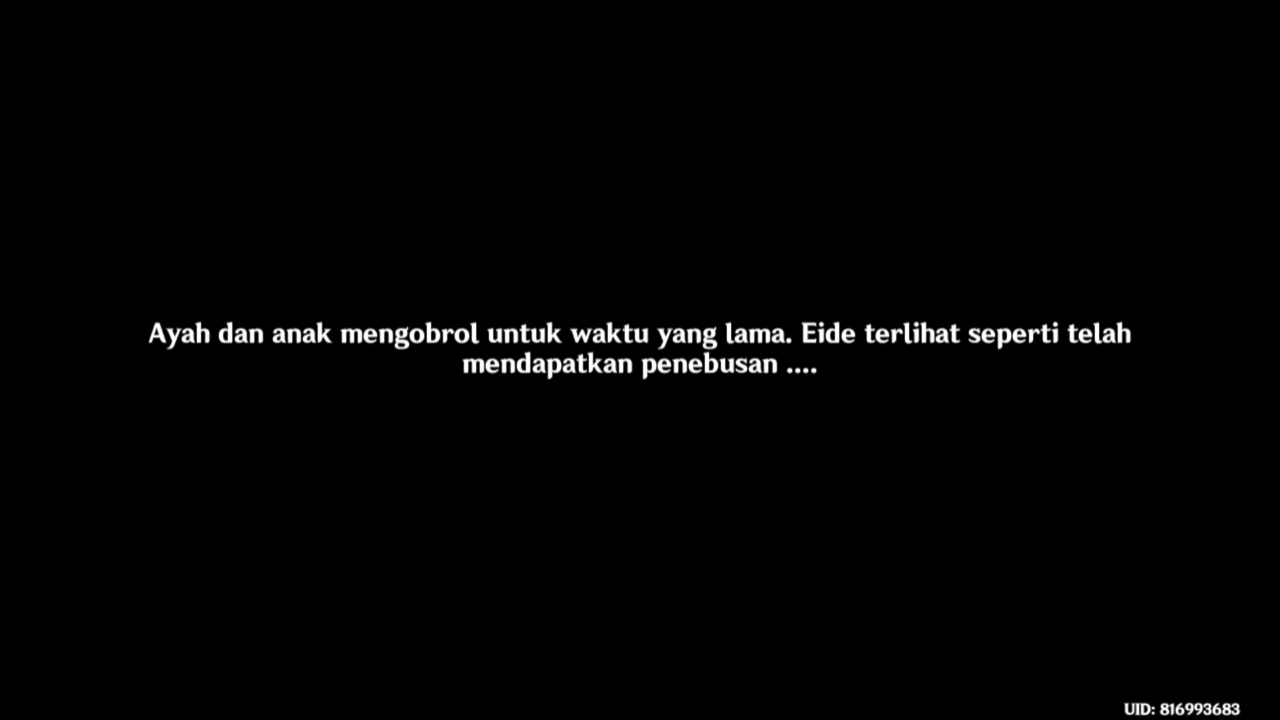 Ayah dan anak mengobrol untuk waktu yang lama. Eide terlihat seperti telah
mendapatkan penebusan ....
UID: 816993683